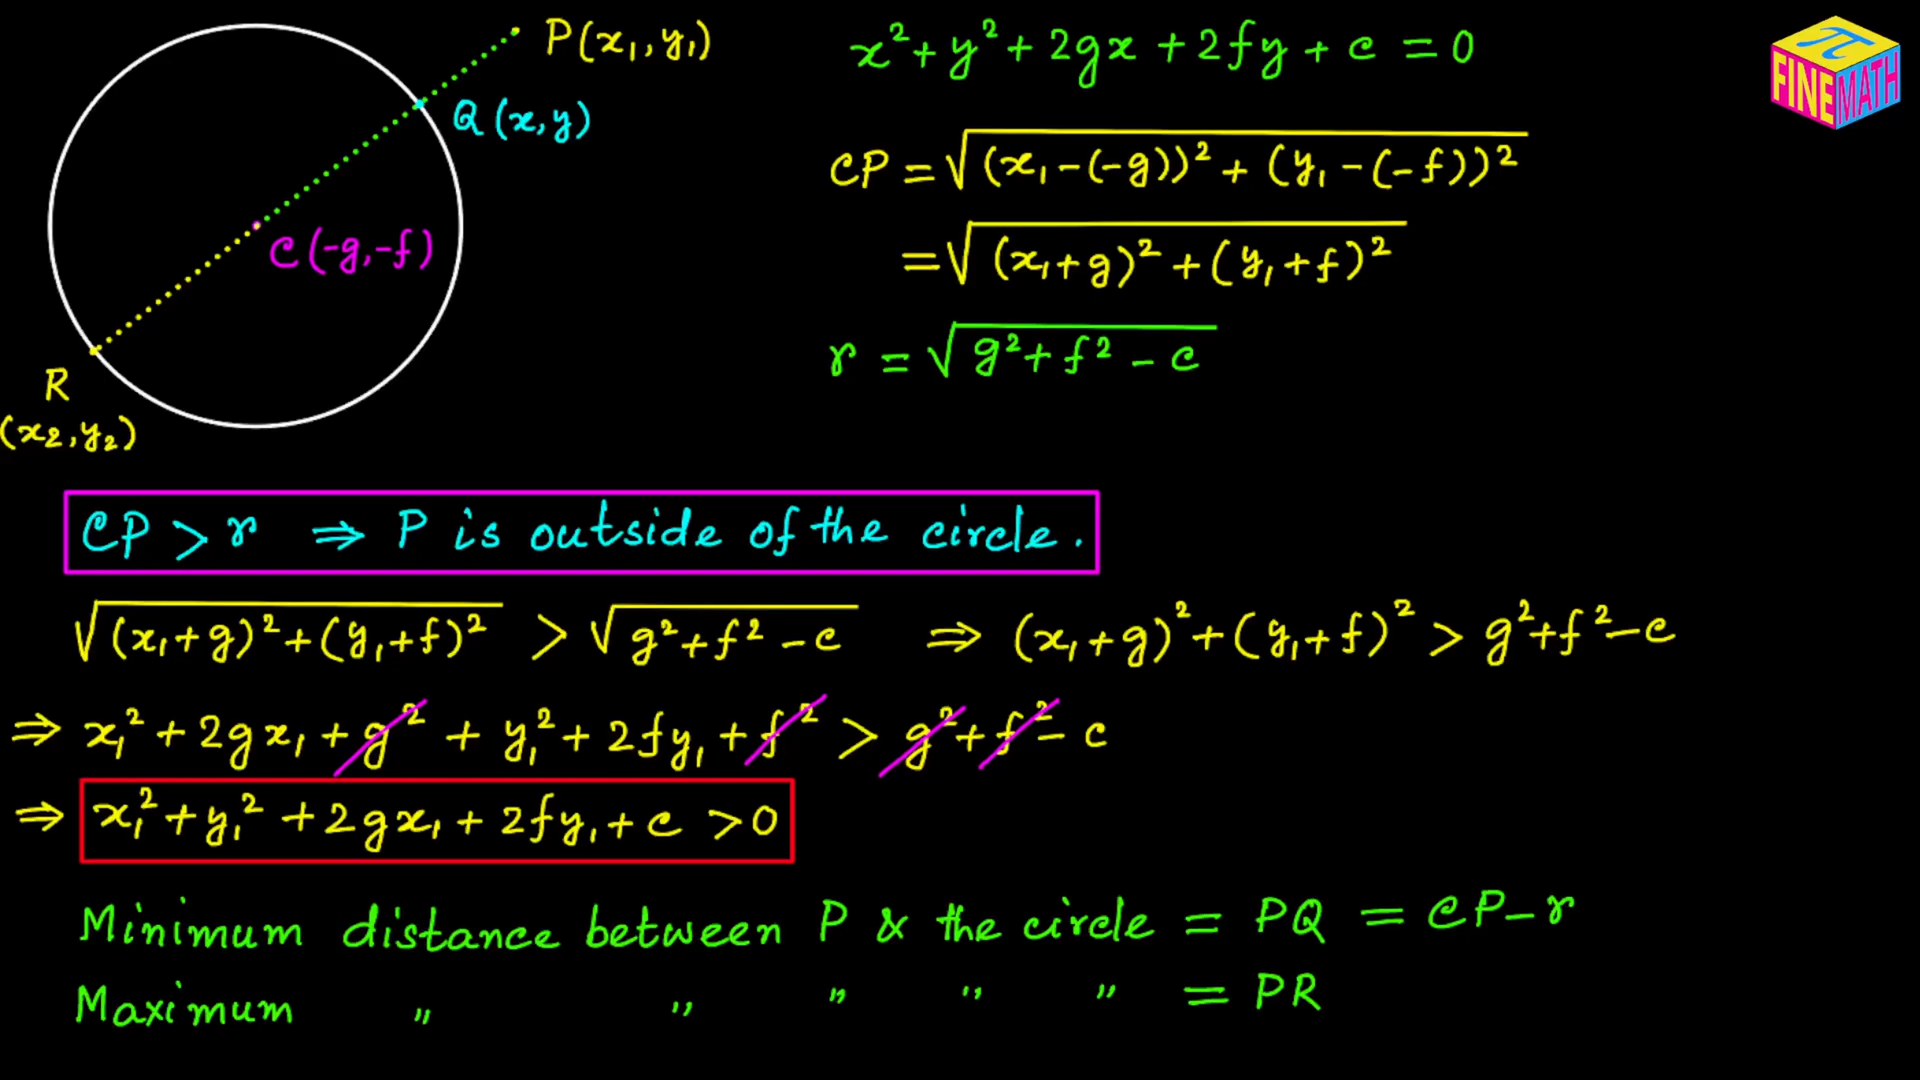 P(x₁, y₁)
Q(x, y)
C(-g, -f)
R
(x₂, y₂)
x² + y² + 2gx + 2fy + c = 0
CP = √((x₁ - (-g))² + (y₁ - (-f))²)
= √((x₁ + g)² + (y₁ + f)²)
r = √(g² + f² - c)
π
FINE MATH
CP > r ⇒ P is outside of the circle.
√((x₁ + g)² + (y₁ + f)²) > √(g² + f² - c) ⇒ (x₁ + g)² + (y₁ + f)² > g² + f² - c
⇒ x₁² + 2gx₁ + g² + y₁² + 2fy₁ + f² > g² + f² - c
⇒ x₁² + y₁² + 2gx₁ + 2fy₁ + c > 0
Minimum distance between P & the circle = PQ = CP - r
Maximum " " " " " = PR